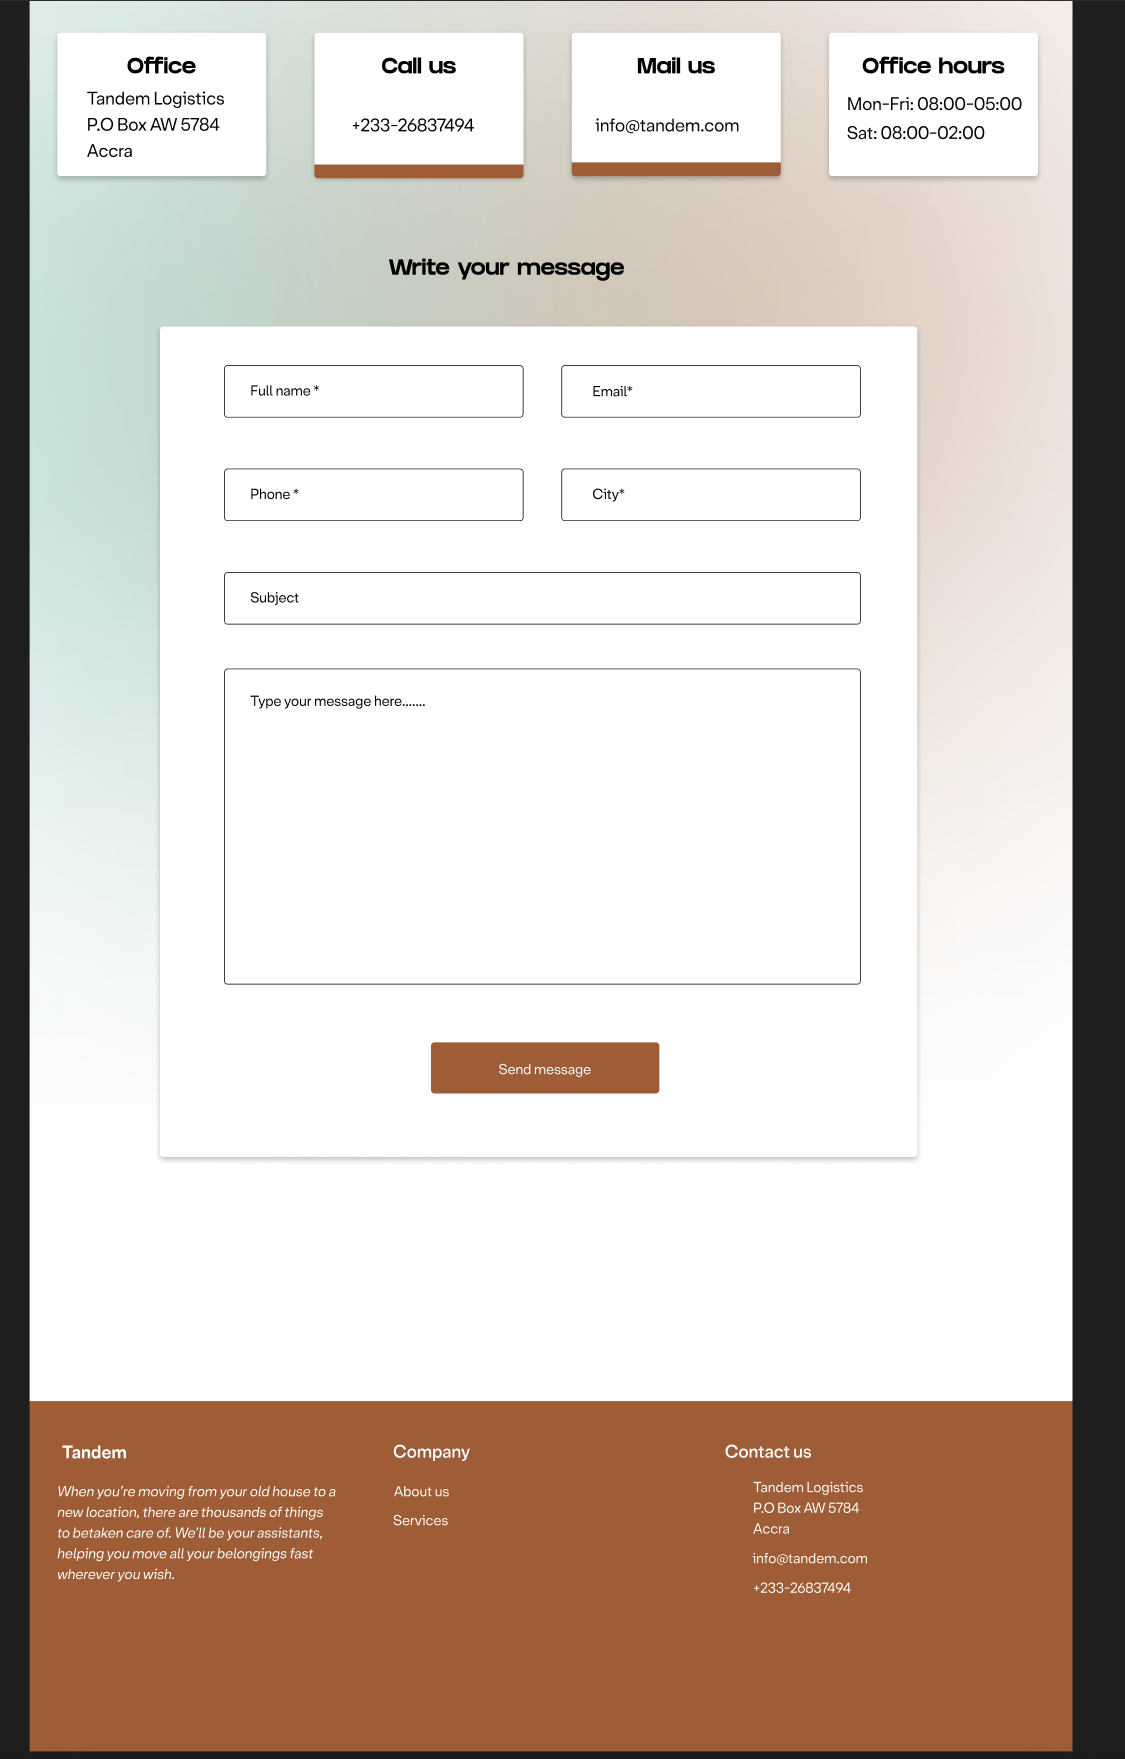 Office
Tandem Logistics
P.O Box AW 5784
Accra
Call us
+233-26837494
Mail us
info@tandem.com
Office hours
Mon-Fri: 08:00-05:00
Sat: 08:00-02:00
Write your message
Full name *
Email*
Phone *
City*
Subject
Type your message here.......
Send message
Tandem
When you're moving from your old house to a
new location, there are thousands of things
to betaken care of. We'll be your assistants,
helping you move all your belongings fast
wherever you wish.
Company
About us
Services
Contact us
Tandem Logistics
P.O Box AW 5784
Accra
info@tandem.com
+233-26837494